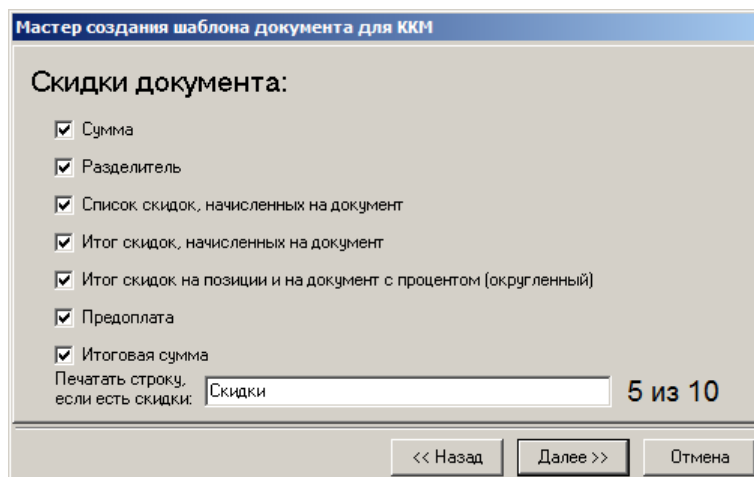 Мастер создания шаблона документа для ККМ
Скидки документа:
Сумма
Разделитель
Список скидок, начисленных на документ
Итог скидок, начисленных на документ
Итог скидок на позиции и на документ с процентом (округленный)
Предоплата
Итоговая сумма
Печатать строку,
если есть скидки:
Скидки
5 из 10
<< Назад
Далее >>
Отмена